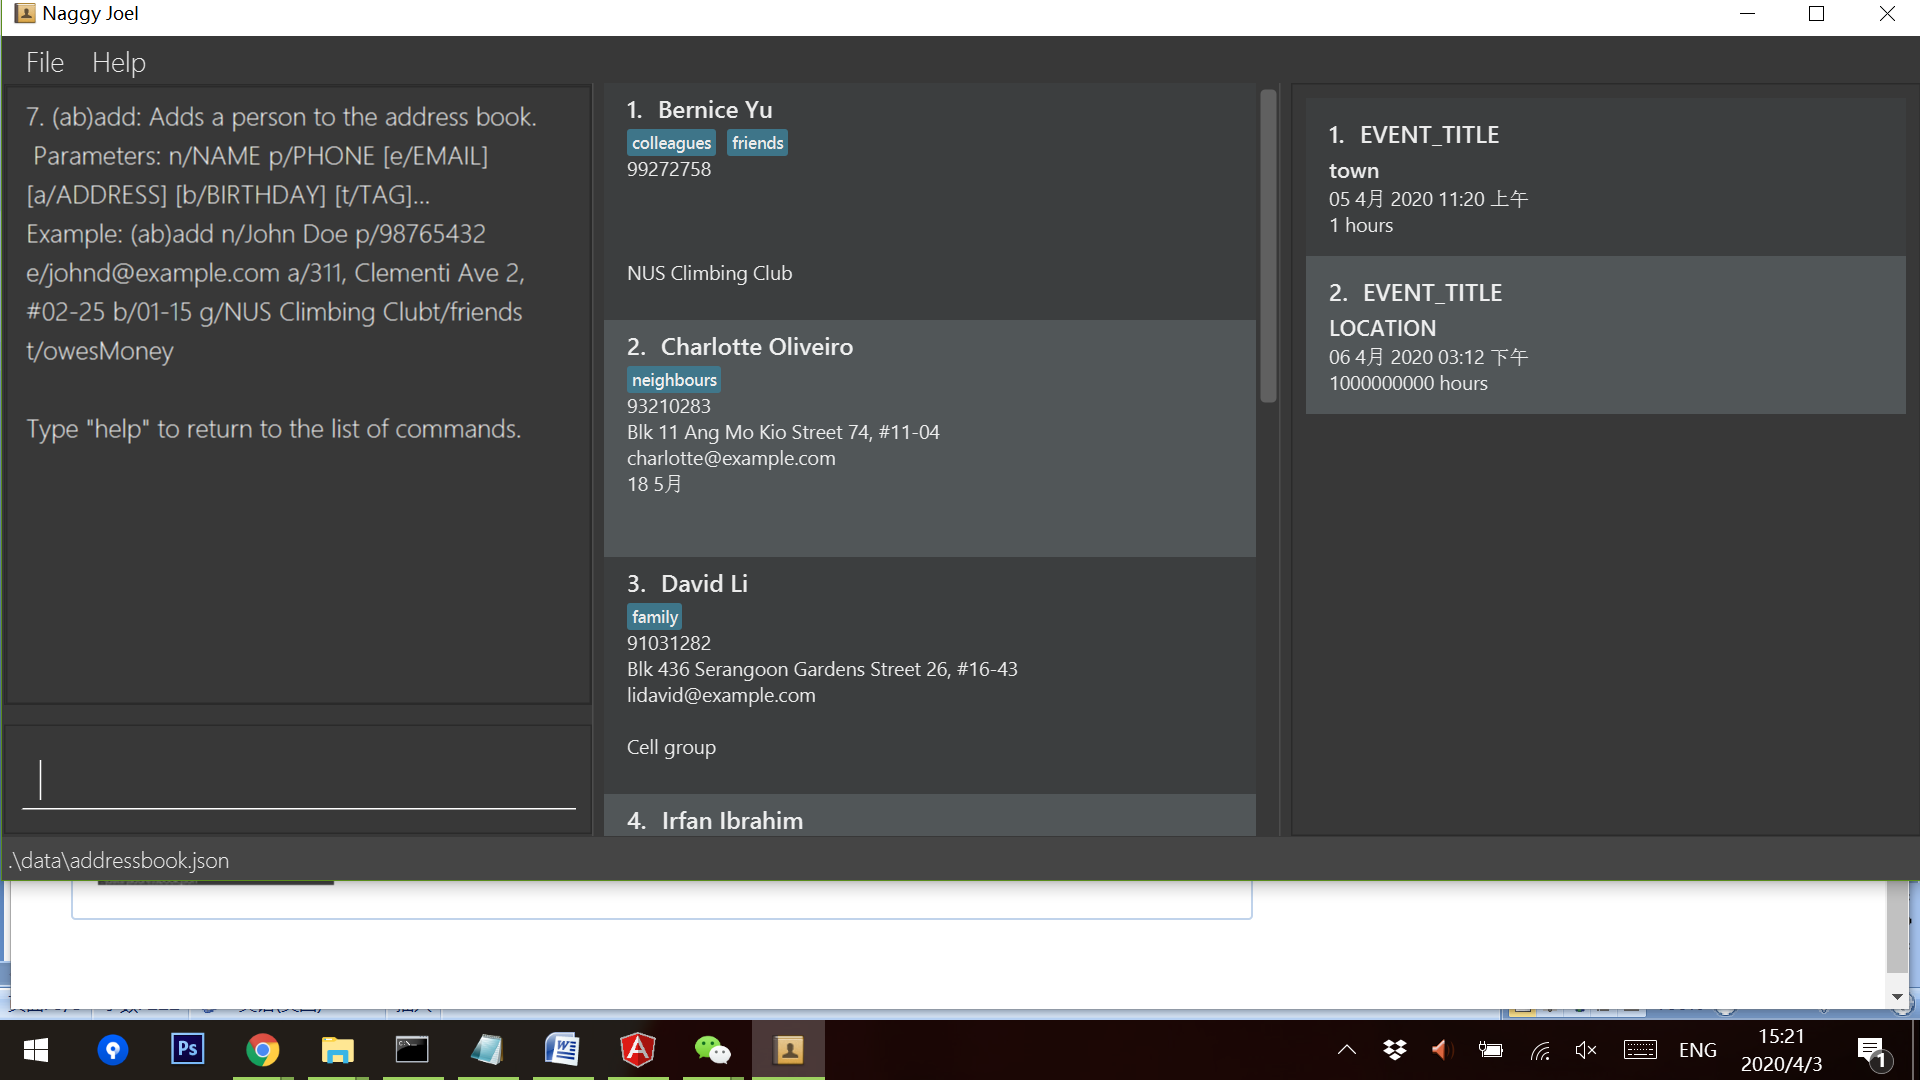 Naggy Joel
File Help
7. (ab)add: Adds a person to the address book.
Parameters: n/NAME p/PHONE [e/EMAIL]
[a/ADDRESS] [b/BIRTHDAY] [t/TAG]...
Example: (ab)add n/John Doe p/98765432
e/johnd@example.com a/311, Clementi Ave 2,
#02-25 b/01-15 g/NUS Climbing Clubt/friends
t/owesMoney
Type "help" to return to the list of commands.
1. Bernice Yu
colleagues friends
99272758
NUS Climbing Club
2. Charlotte Oliveiro
neighbours
93210283
Blk 11 Ang Mo Kio Street 74, #11-04
charlotte@example.com
18 5月
3. David Li
family
91031282
Blk 436 Serangoon Gardens Street 26, #16-43
lidavid@example.com
Cell group
4. Irfan Ibrahim
1. EVENT_TITLE
town
05 4月 2020 11:20 上午
1 hours
2. EVENT_TITLE
LOCATION
06 4月 2020 03:12 下午
1000000000 hours
.\data\addressbook.json
Ps
ENG
15:21
2020/4/3
1